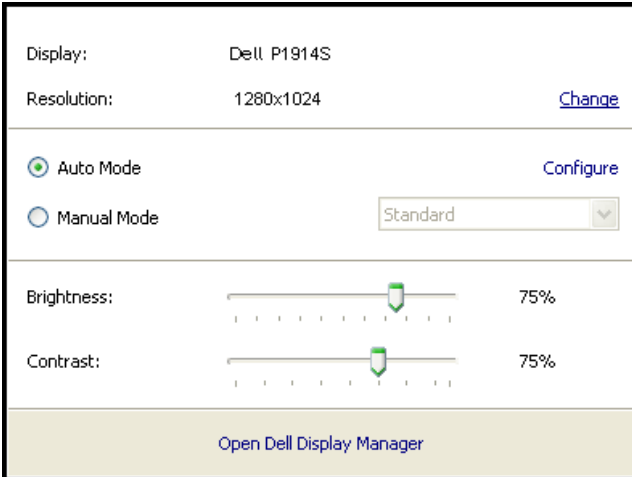 Display: Dell P1914S
Resolution: 1280x1024 Change
Auto Mode Configure
Manual Mode Standard
Brightness: 75%
Contrast: 75%
Open Dell Display Manager